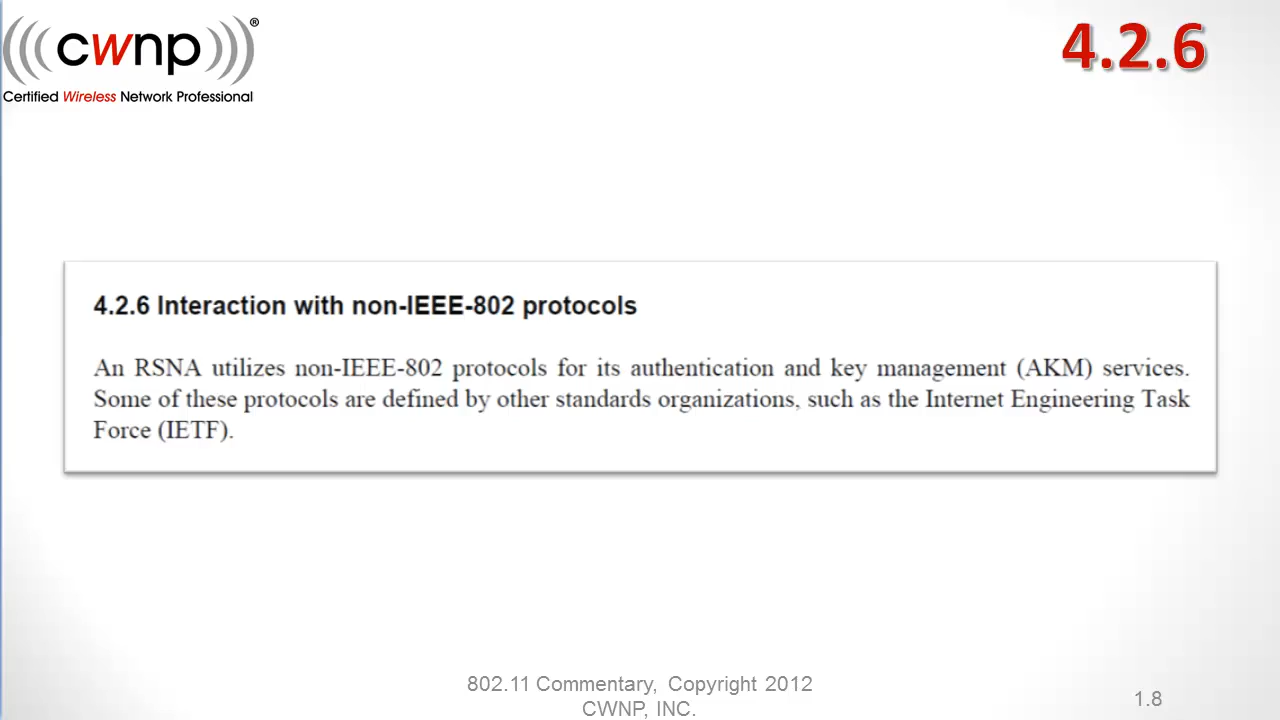 cwnp®
Certified Wireless Network Professional
4.2.6
4.2.6 Interaction with non-IEEE-802 protocols
An RSNA utilizes non-IEEE-802 protocols for its authentication and key management (AKM) services.
Some of these protocols are defined by other standards organizations, such as the Internet Engineering Task
Force (IETF).
802.11 Commentary, Copyright 2012
CWNP, INC.
1.8